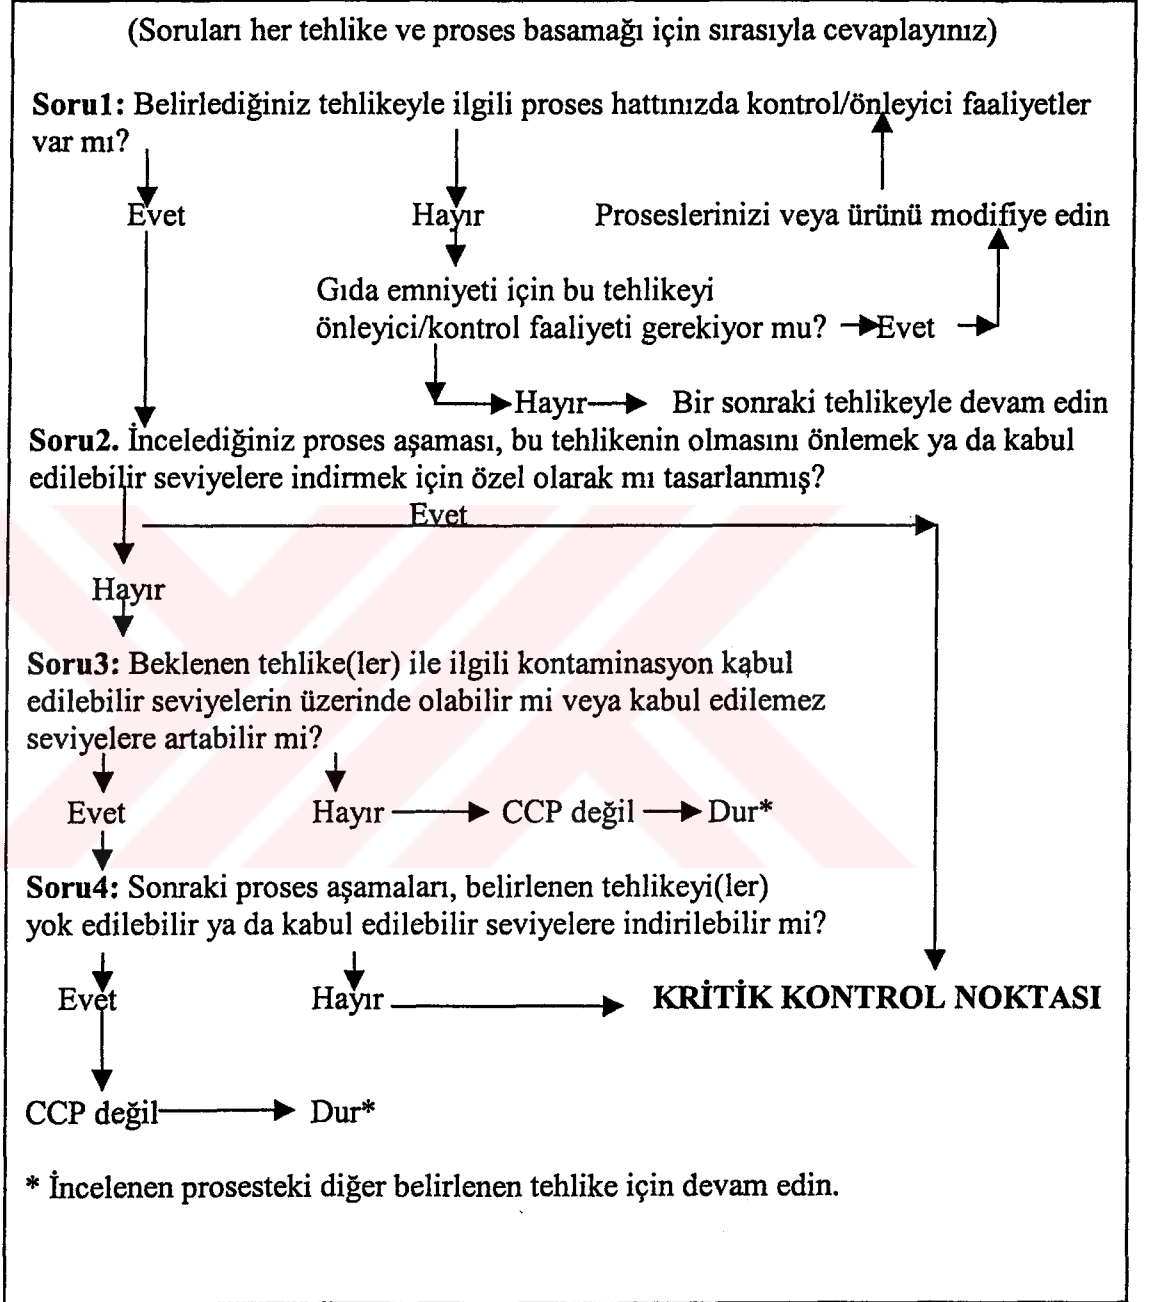 (Soruları her tehlike ve proses basamağı için sırasıyla cevaplayınız)
Soru1: Belirlediğiniz tehlikeyle ilgili proses hattınızda kontrol/önleyici faaliyetler
var mı?
Evet Hayır Proseslerinizi veya ürünü modifiye edin
Gıda emniyeti için bu tehlikeyi
önleyici/kontrol faaliyeti gerekiyor mu? Evet
Hayır Bir sonraki tehlikeyle devam edin
Soru2. İncelediğiniz proses aşaması, bu tehlikenin olmasını önlemek ya da kabul
edilebilir seviyelere indirmek için özel olarak mı tasarlanmış?
Evet
Hayır
Soru3: Beklenen tehlike(ler) ile ilgili kontaminasyon kabul
edilebilir seviyelerin üzerinde olabilir mi veya kabul edilemez
seviyelere artabilir mi?
Evet Hayır CCP değil Dur*
Soru4: Sonraki proses aşamaları, belirlenen tehlikeyi(ler)
yok edilebilir ya da kabul edilebilir seviyelere indirilebilir mi?
Evet Hayır KRİTİK KONTROL NOKTASI
CCP değil Dur*
* İncelenen prosesteki diğer belirlenen tehlike için devam edin.